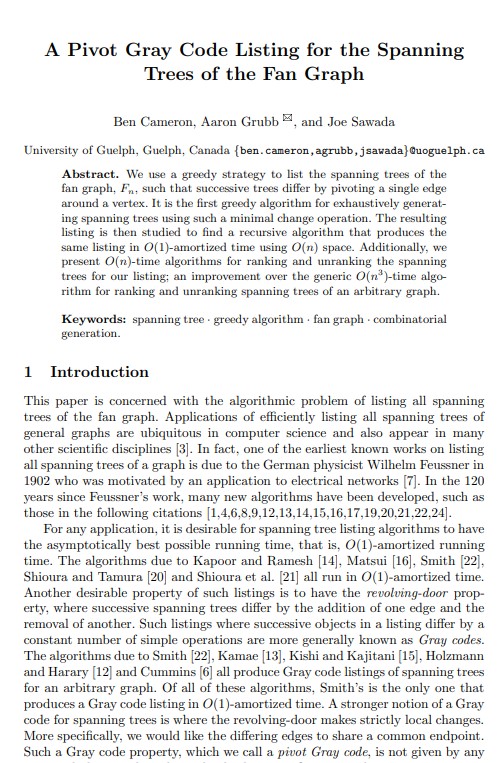 A Pivot Gray Code Listing for the Spanning
Trees of the Fan Graph
Ben Cameron, Aaron Grubb ✉, and Joe Sawada
University of Guelph, Guelph, Canada {ben.cameron,agrubb,jsawada}@uoguelph.ca
Abstract. We use a greedy strategy to list the spanning trees of the
fan graph, Fn, such that successive trees differ by pivoting a single edge
around a vertex. It is the first greedy algorithm for exhaustively generat-
ing spanning trees using such a minimal change operation. The resulting
listing is then studied to find a recursive algorithm that produces the
same listing in O(1)-amortized time using O(n) space. Additionally, we
present O(n)-time algorithms for ranking and unranking the spanning
trees for our listing; an improvement over the generic O(n³)-time algo-
rithm for ranking and unranking spanning trees of an arbitrary graph.
Keywords: spanning tree · greedy algorithm · fan graph · combinatorial
generation.
1 Introduction
This paper is concerned with the algorithmic problem of listing all spanning
trees of the fan graph. Applications of efficiently listing all spanning trees of
general graphs are ubiquitous in computer science and also appear in many
other scientific disciplines [3]. In fact, one of the earliest known works on listing
all spanning trees of a graph is due to the German physicist Wilhelm Feussner in
1902 who was motivated by an application to electrical networks [7]. In the 120
years since Feussner's work, many new algorithms have been developed, such as
those in the following citations [1,4,6,8,9,12,13,14,15,16,17,19,20,21,22,24].
For any application, it is desirable for spanning tree listing algorithms to have
the asymptotically best possible running time, that is, O(1)-amortized running
time. The algorithms due to Kapoor and Ramesh [14], Matsui [16], Smith [22],
Shioura and Tamura [20] and Shioura et al. [21] all run in O(1)-amortized time.
Another desirable property of such listings is to have the revolving-door prop-
erty, where successive spanning trees differ by the addition of one edge and the
removal of another. Such listings where successive objects in a listing differ by a
constant number of simple operations are more generally known as Gray codes.
The algorithms due to Smith [22], Kamae [13], Kishi and Kajitani [15], Holzmann
and Harary [12] and Cummins [6] all produce Gray code listings of spanning trees
for an arbitrary graph. Of all of these algorithms, Smith's is the only one that
produces a Gray code listing in O(1)-amortized time. A stronger notion of a Gray
code for spanning trees is where the revolving-door makes strictly local changes.
More specifically, we would like the differing edges to share a common endpoint.
Such a Gray code property, which we call a pivot Gray code, is not given by any